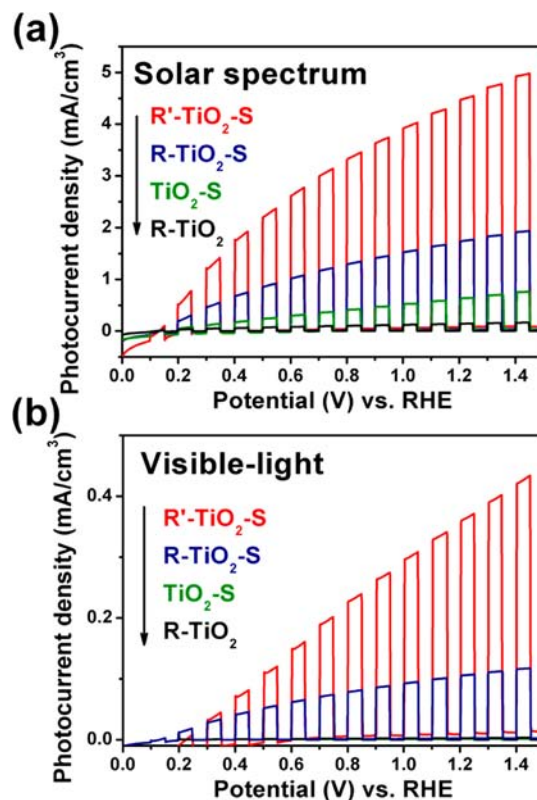 (a)
Solar spectrum
R'-TiO₂-S
R-TiO₂-S
TiO₂-S
R-TiO₂
Photocurrent density (mA/cm³)
5
4
3
2
1
0
0.0 0.2 0.4 0.6 0.8 1.0 1.2 1.4
Potential (V) vs. RHE
(b)
Visible-light
R'-TiO₂-S
R-TiO₂-S
TiO₂-S
R-TiO₂
Photocurrent density (mA/cm³)
0.4
0.2
0.0
0.0 0.2 0.4 0.6 0.8 1.0 1.2 1.4
Potential (V) vs. RHE